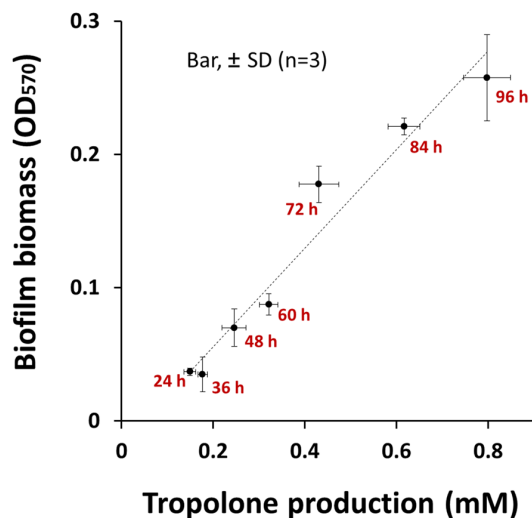 Biofilm biomass (OD570)
0.3
0.2
0.1
0
Bar, ± SD (n=3)
96 h
84 h
72 h
60 h
48 h
24 h
36 h
0
0.2
0.4
0.6
0.8
Tropolone production (mM)